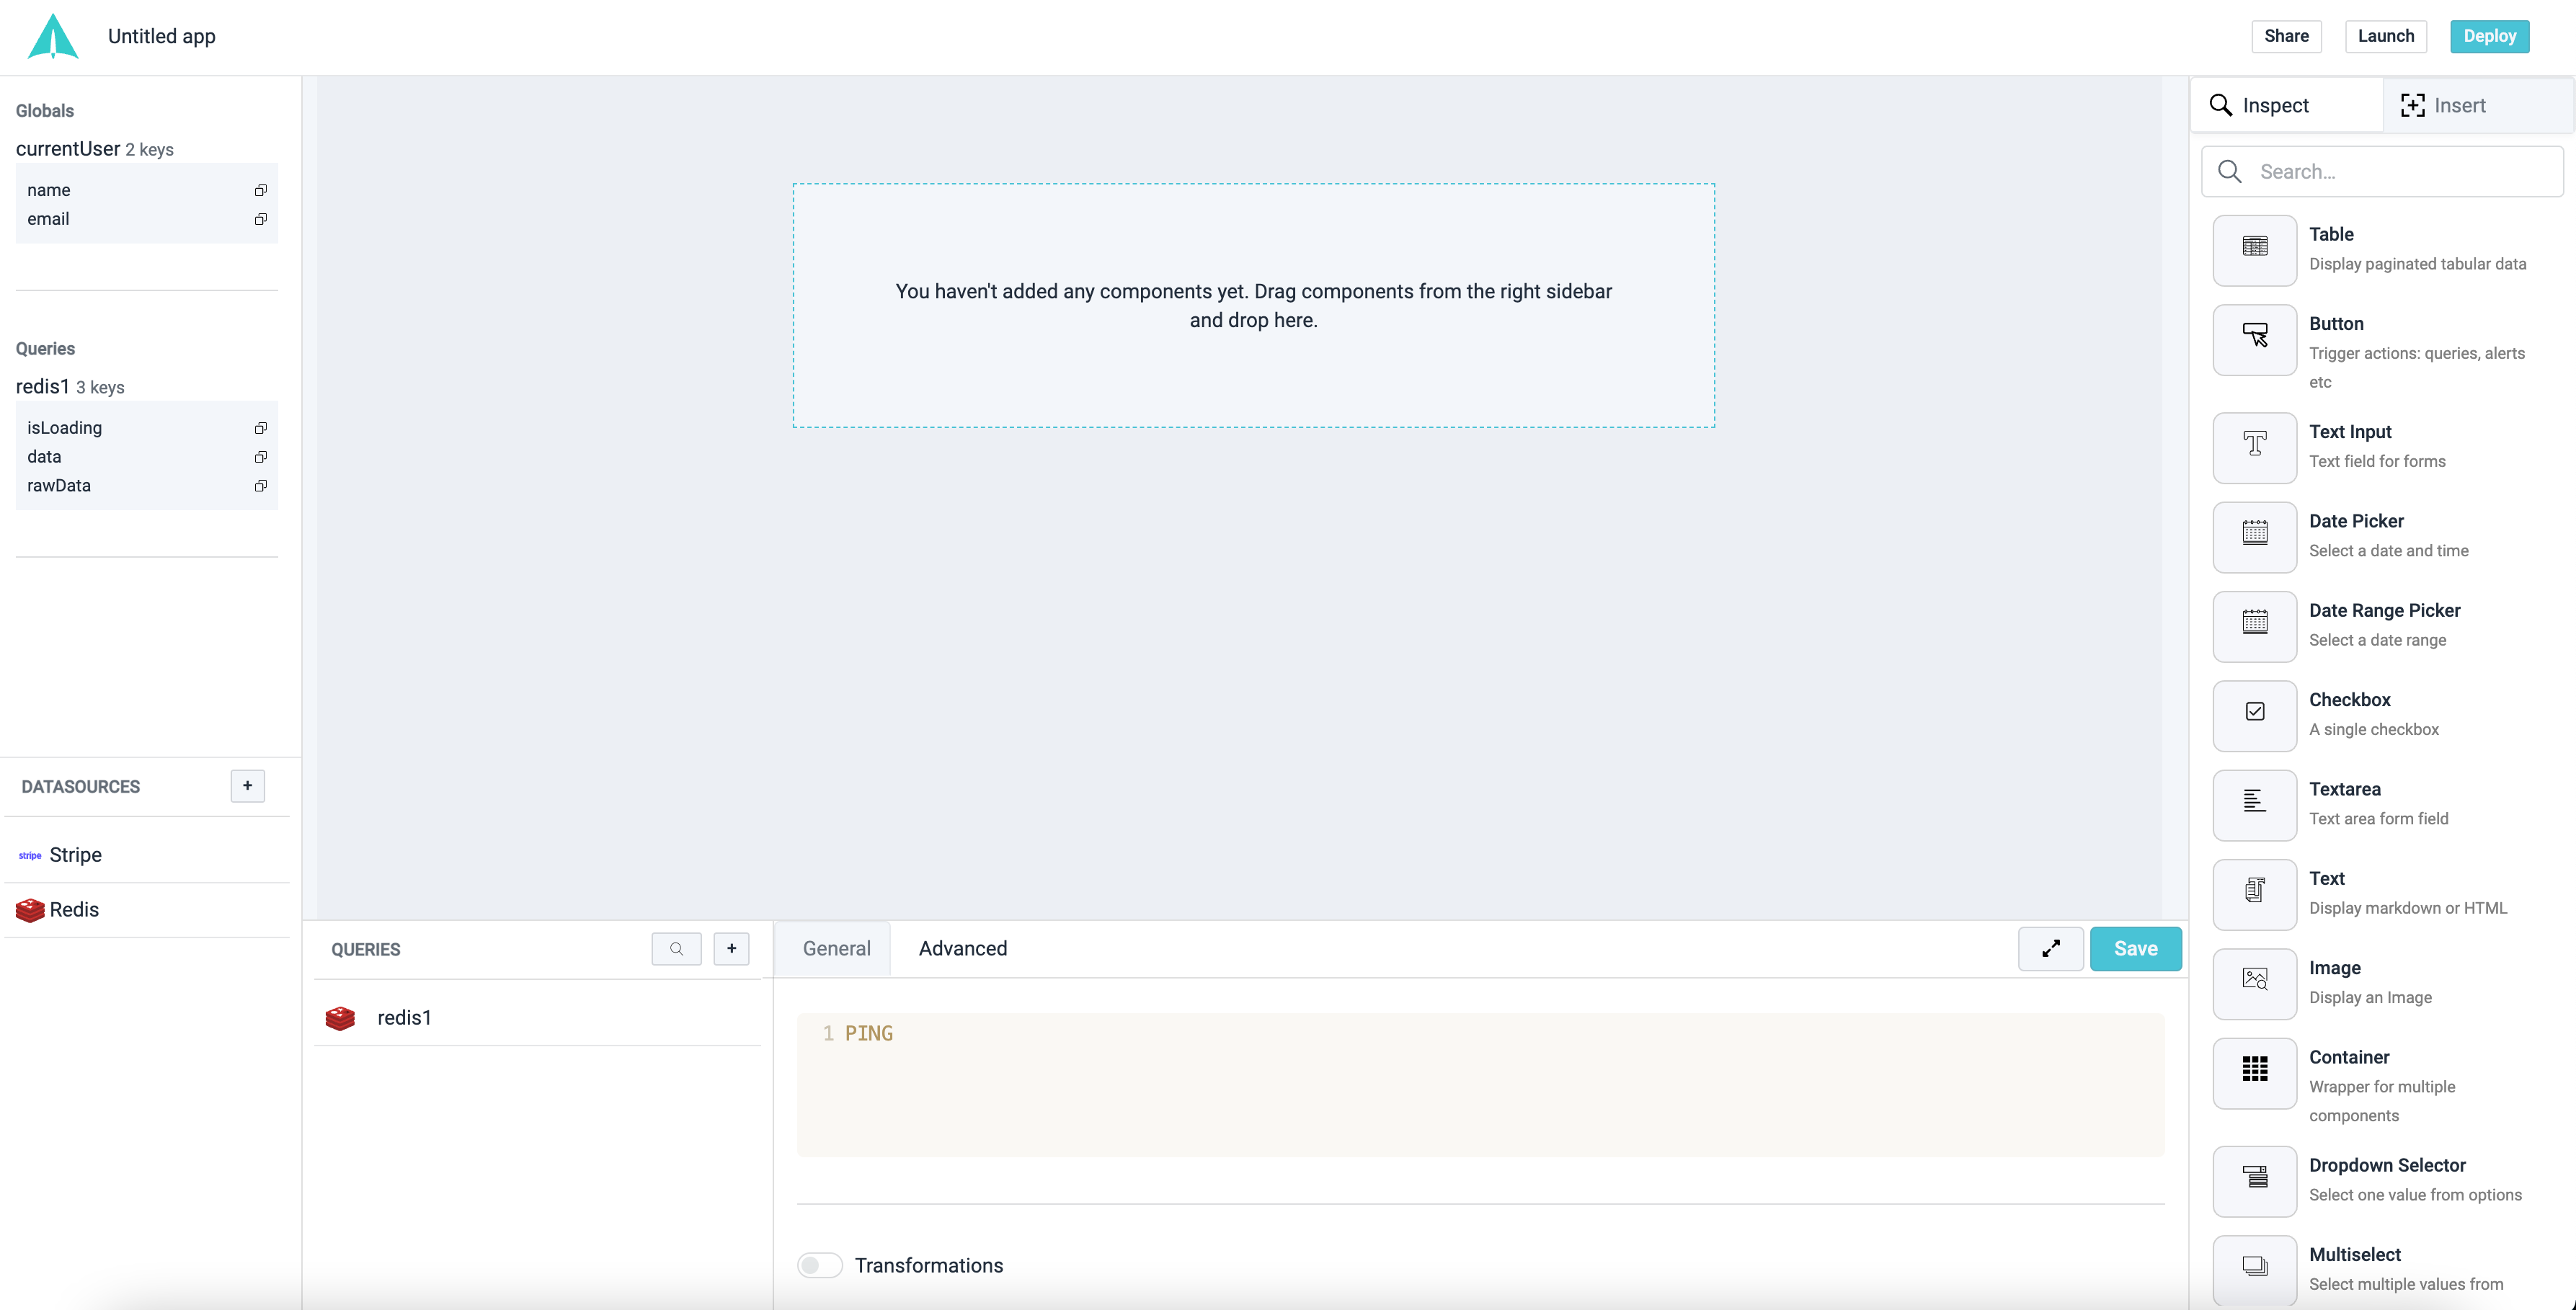 Untitled app
Share
Launch
Deploy
Globals
currentUser 2 keys
name
email
Queries
redis1 3 keys
isLoading
data
rawData
DATASOURCES
+
stripe Stripe
Redis
You haven't added any components yet. Drag components from the right sidebar
and drop here.
QUERIES
+
redis1
General
Advanced
Save
1 PING
Transformations
Inspect
Insert
Search...
Table
Display paginated tabular data
Button
Trigger actions: queries, alerts
etc
Text Input
Text field for forms
Date Picker
Select a date and time
Date Range Picker
Select a date range
Checkbox
A single checkbox
Textarea
Text area form field
Text
Display markdown or HTML
Image
Display an Image
Container
Wrapper for multiple
components
Dropdown Selector
Select one value from options
Multiselect
Select multiple values from